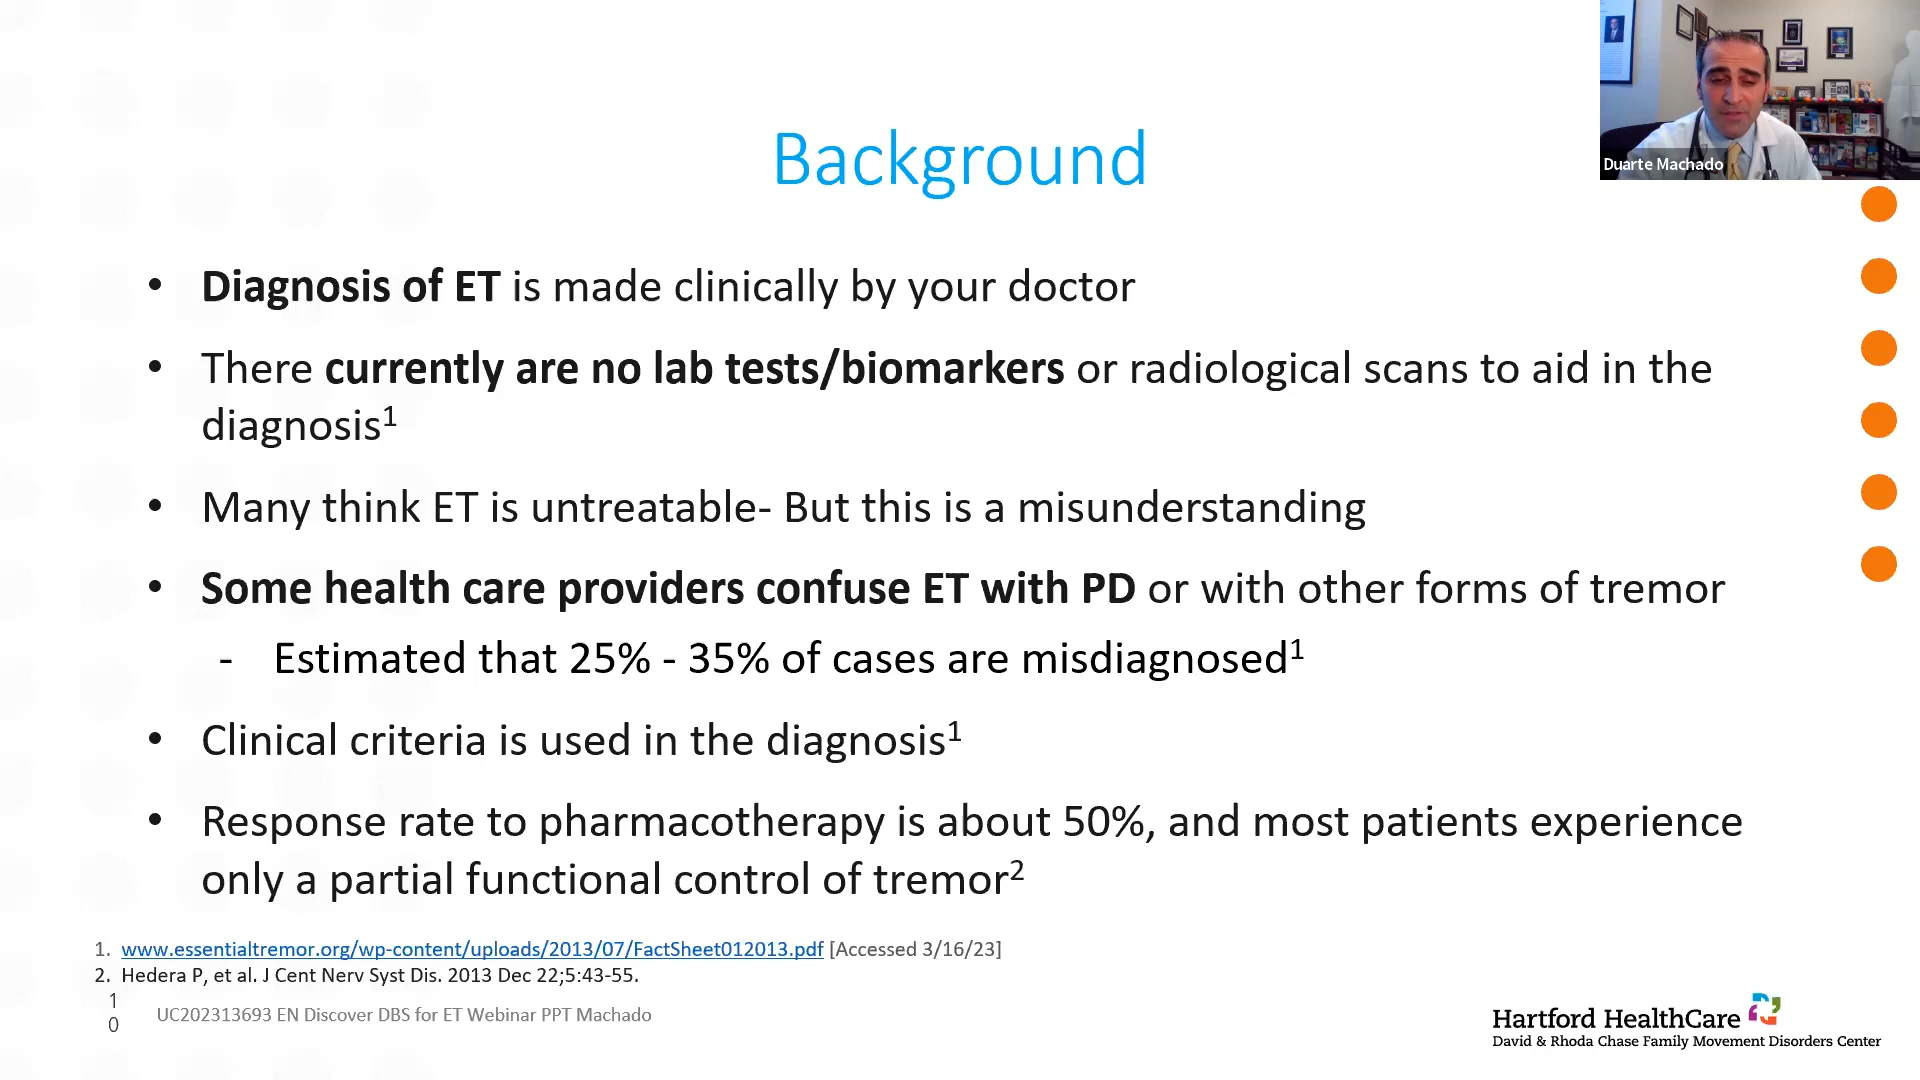 Duarte Machado
Background
• Diagnosis of ET is made clinically by your doctor
• There currently are no lab tests/biomarkers or radiological scans to aid in the
diagnosis1
• Many think ET is untreatable- But this is a misunderstanding
• Some health care providers confuse ET with PD or with other forms of tremor
- Estimated that 25% - 35% of cases are misdiagnosed1
• Clinical criteria is used in the diagnosis1
• Response rate to pharmacotherapy is about 50%, and most patients experience
only a partial functional control of tremor2
1. www.essentialtremor.org/wp-content/uploads/2013/07/FactSheet012013.pdf [Accessed 3/16/23]
2. Hedera P, et al. J Cent Nerv Syst Dis. 2013 Dec 22;5:43-55.
1
0
UC202313693 EN Discover DBS for ET Webinar PPT Machado
Hartford HealthCare
David & Rhoda Chase Family Movement Disorders Center